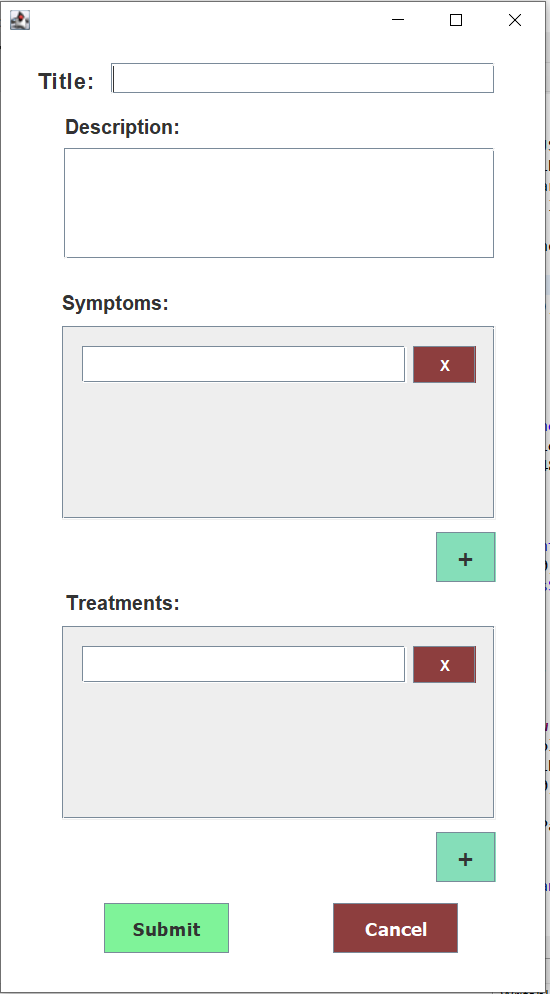 Title:
Description:
Symptoms:
X
+
Treatments:
X
+
Submit Cancel